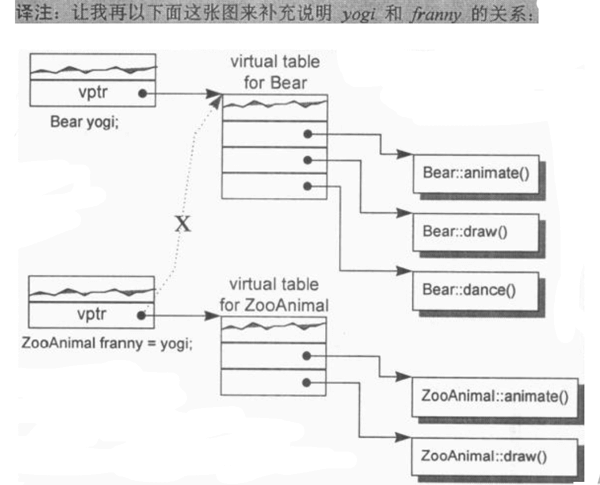 译注：让我再以下面这张图来补充说明 yogi 和 franny 的关系：
virtual table
for Bear
vptr
Bear yogi;
Bear::animate()
Bear::draw()
X
Bear::dance()
virtual table
for ZooAnimal
vptr
ZooAnimal franny = yogi;
ZooAnimal::animate()
ZooAnimal::draw()